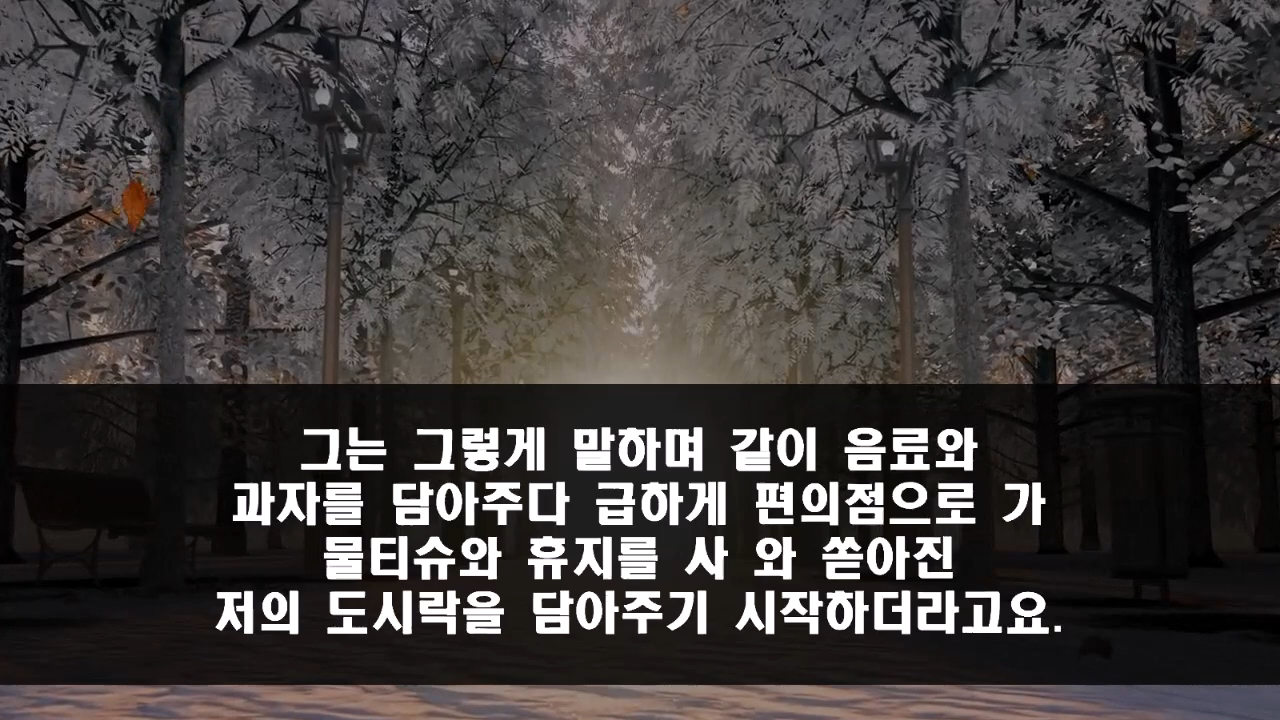 그는 그렇게 말하며 같이 음료와
과자를 담아주다 급하게 편의점으로 가
물티슈와 휴지를 사 와 쏟아진
저의 도시락을 담아주기 시작하더라고요.